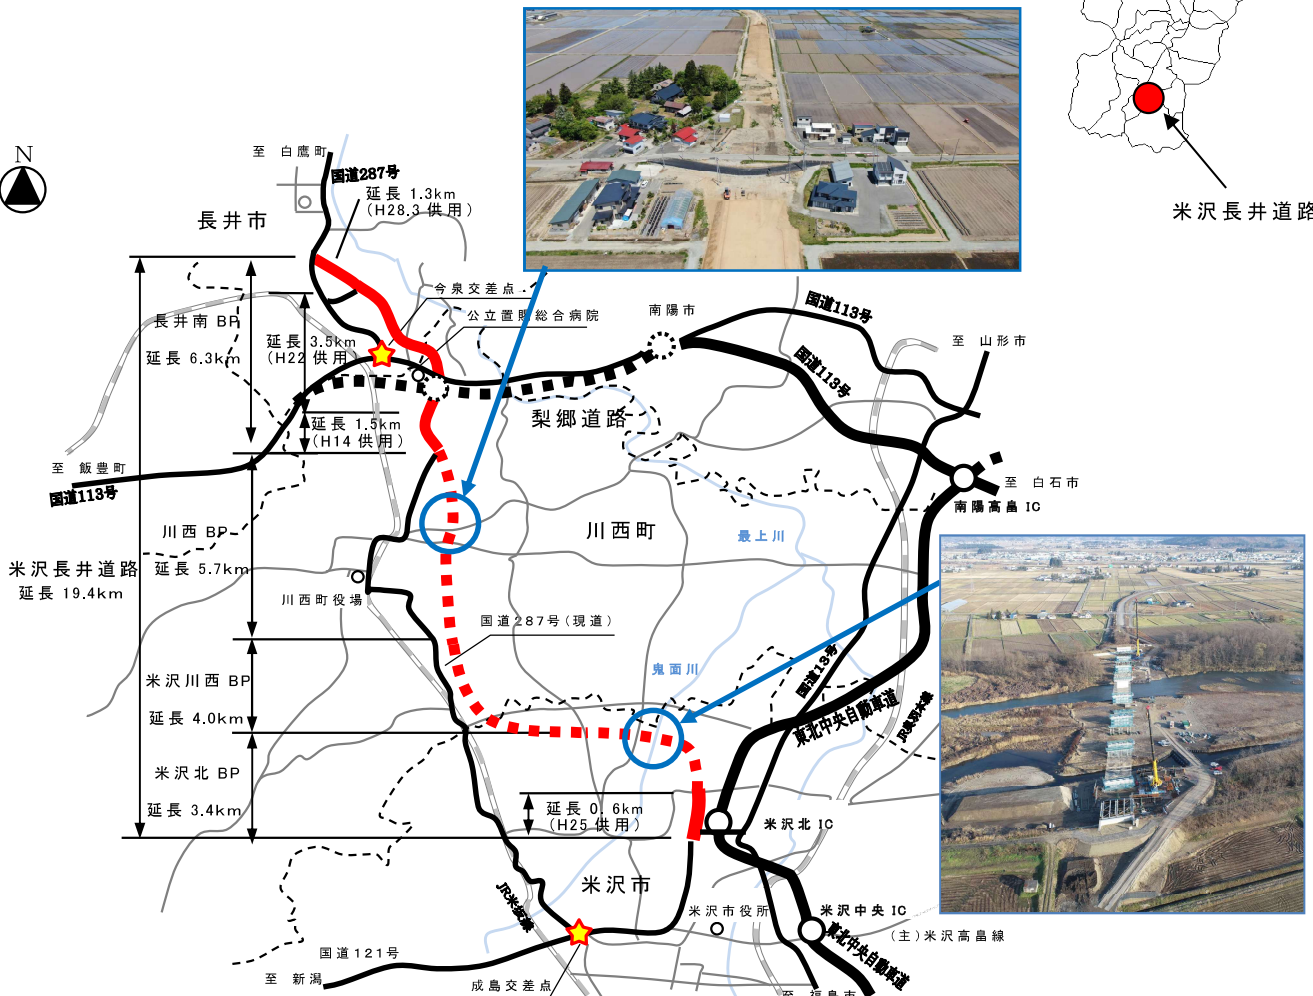 N
至 白鷹町
国道287号
延長 1.3km
（H28.3 供用）
長井市
米沢長井道路
今泉交差点
公立置賜総合病院
南陽市
国道113号
国道113号
至 山形市
長井南 BP
延長 6.3km
延長 3.5km
（H22 供用
延長 1.5km
（H14 供用）
梨郷道路
至 飯豊町
国道113号
至 白石市
南陽高畠 IC
川西 BP
延長 5.7km
川西町
最上川
米沢長井道路
延長 19.4km
川西町役場
国道287号（現道）
鬼面川
国道13号
東北中央自動車道
JR奥羽本線
米沢川西 BP
延長 4.0km
米沢北 BP
延長 3.4km
延長 0.6km
（H25 供用）
米沢北 IC
米沢市
JR米坂線
米沢市役所
米沢中央 IC
（主）米沢高畠線
東北中央自動車道
国道121号
至 新潟
成島交差点
至 福島市